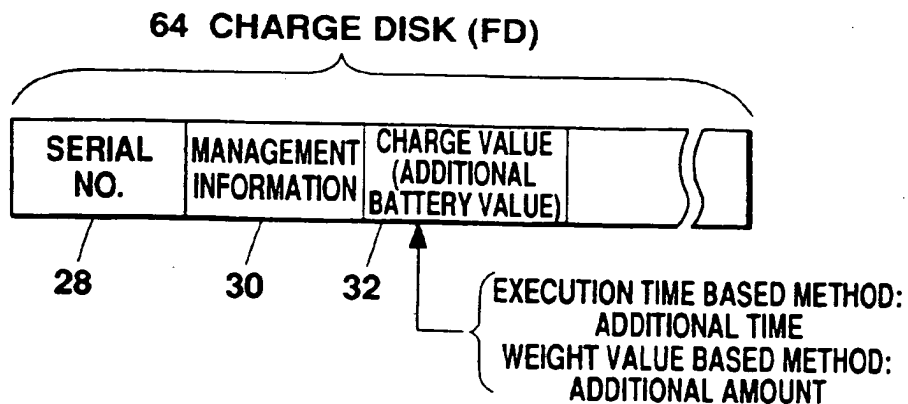 64 CHARGE DISK (FD)
SERIAL
NO.
MANAGEMENT
INFORMATION
CHARGE VALUE
(ADDITIONAL
BATTERY VALUE)
28
30
32
EXECUTION TIME BASED METHOD:
ADDITIONAL TIME
WEIGHT VALUE BASED METHOD:
ADDITIONAL AMOUNT